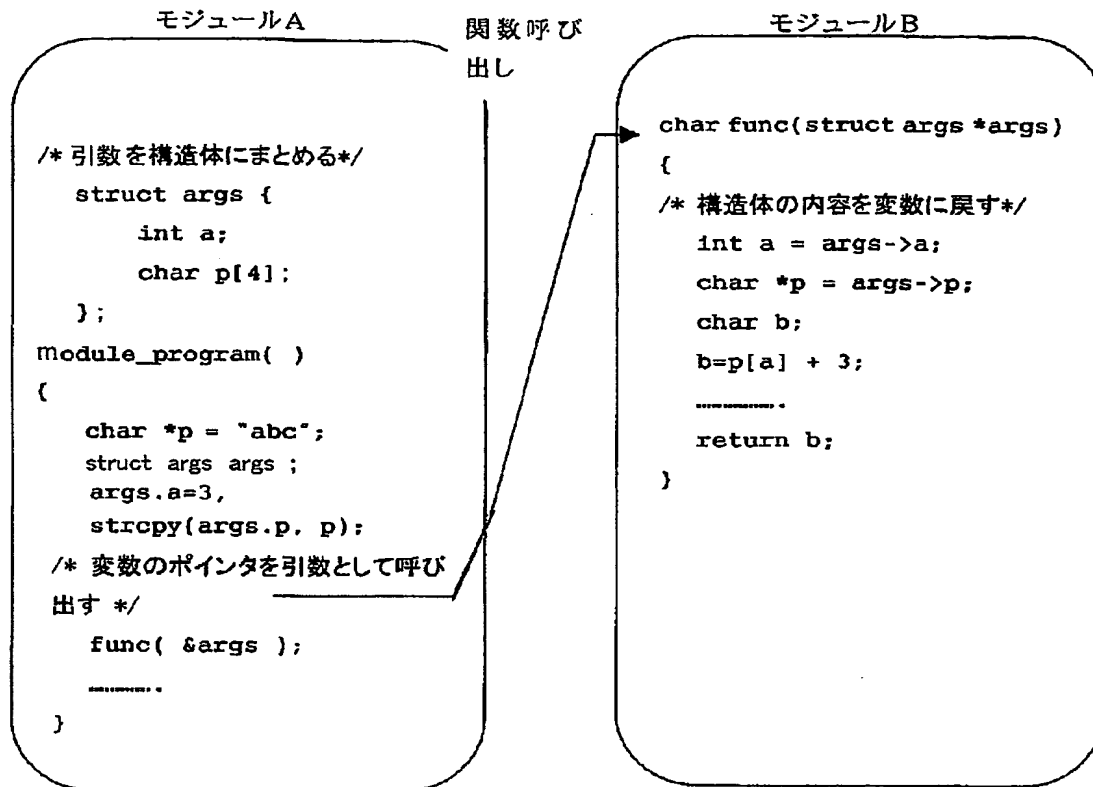 モジュールA
関数呼び
出し
モジュールB
/* 引数を構造体にまとめる*/
struct args {
int a;
char p[4];
};
module_program( )
{
char *p = "abc";
struct args args ;
args.a=3,
strcpy(args.p, p);
/* 変数のポインタを引数として呼び
出す */
func( &args );
...........
}
char func(struct args *args)
{
/* 構造体の内容を変数に戻す*/
int a = args->a;
char *p = args->p;
char b;
b=p[a] + 3;
...........
return b;
}